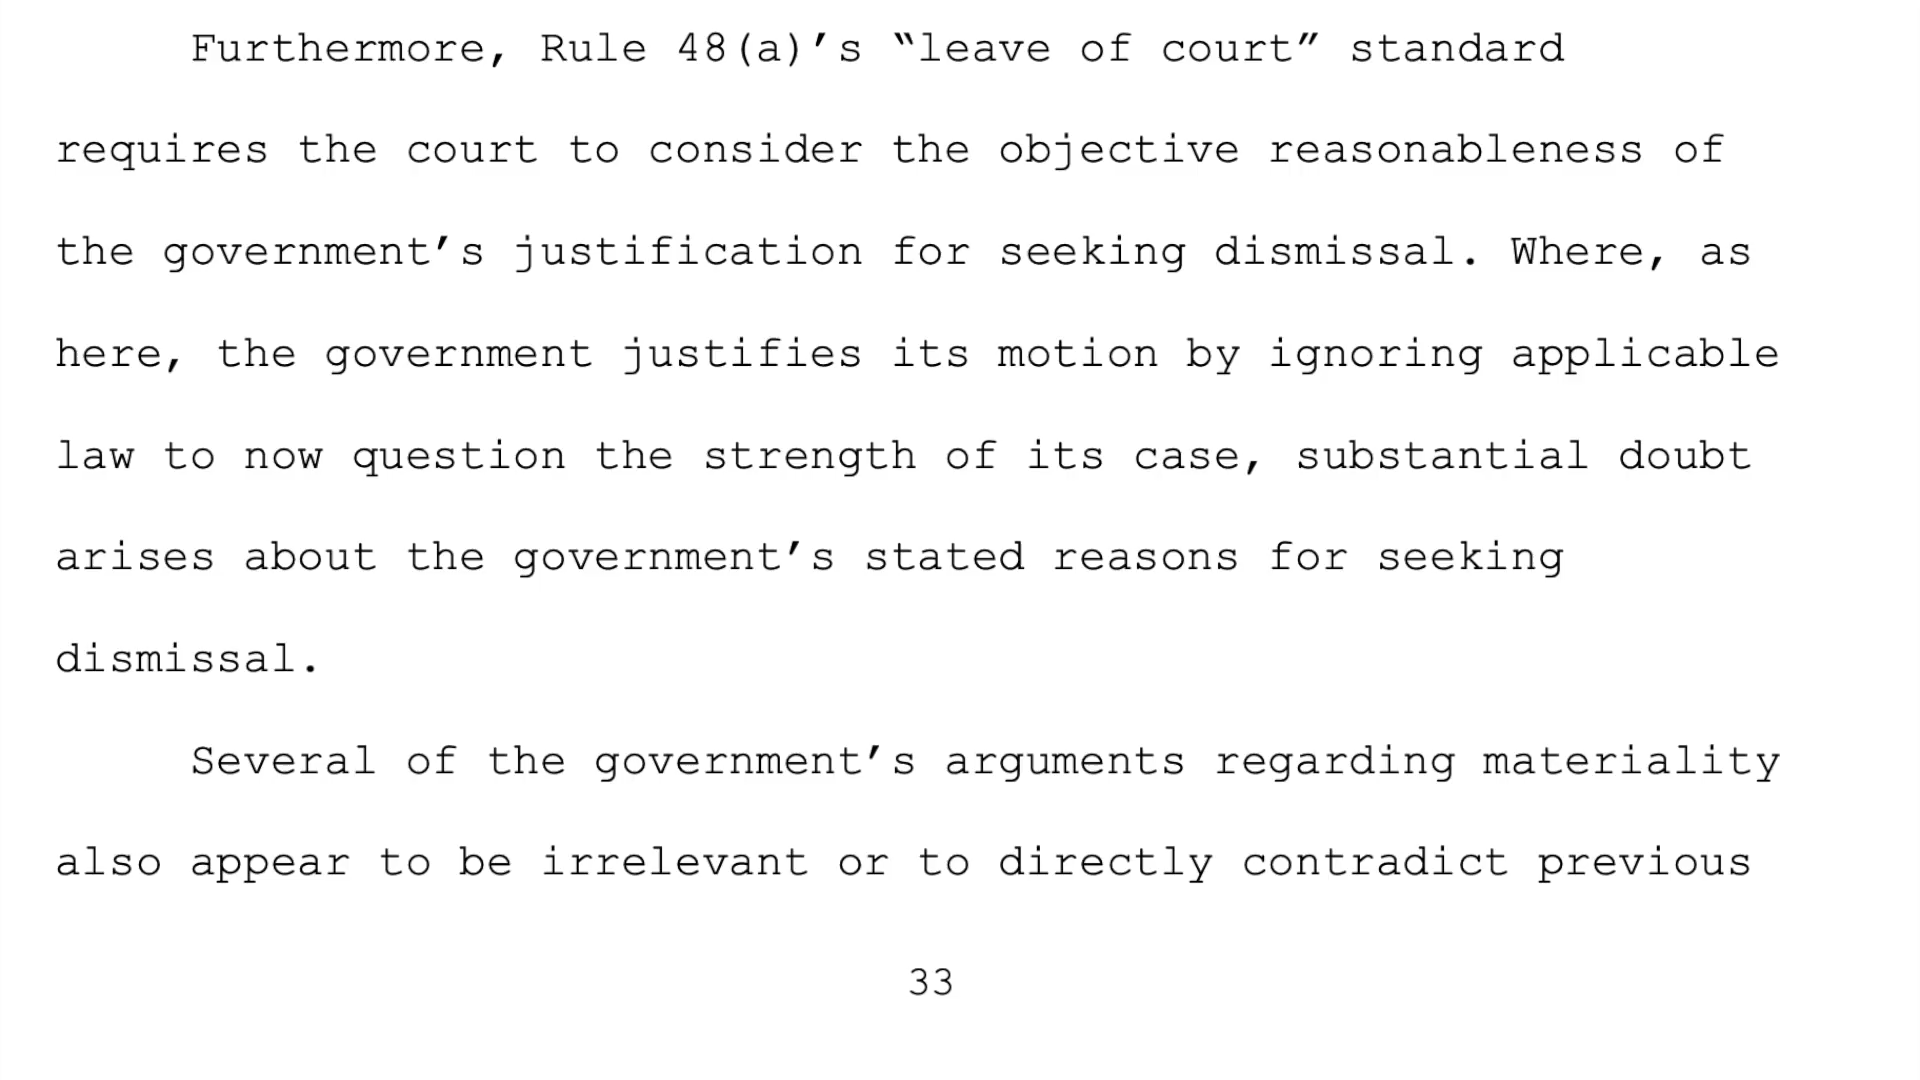 Furthermore, Rule 48(a)’s “leave of court” standard
requires the court to consider the objective reasonableness of
the government’s justification for seeking dismissal. Where, as
here, the government justifies its motion by ignoring applicable
law to now question the strength of its case, substantial doubt
arises about the government’s stated reasons for seeking
dismissal.
Several of the government’s arguments regarding materiality
also appear to be irrelevant or to directly contradict previous
33